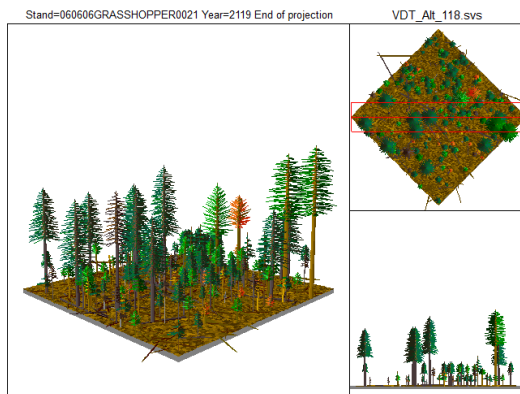 Stand=060606GRASSHOPPER0021 Year=2119 End of projection
VDT_Alt_118.svs